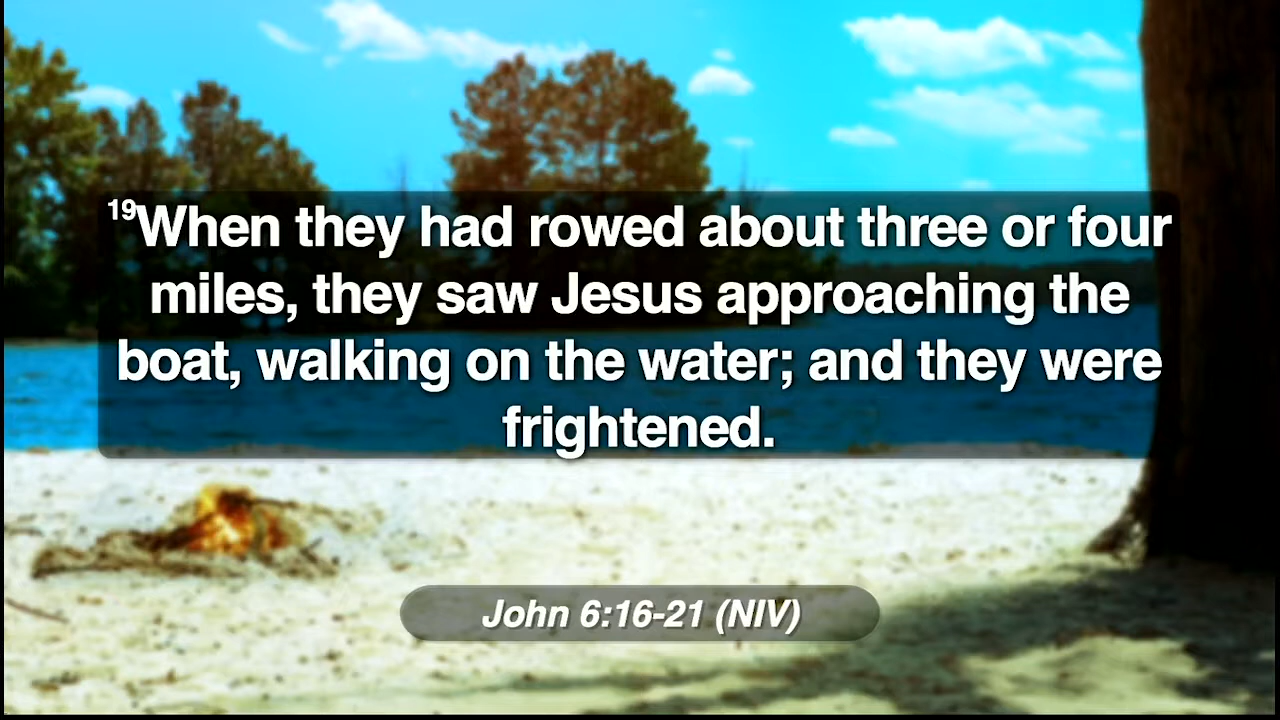 19When they had rowed about three or four
miles, they saw Jesus approaching the
boat, walking on the water; and they were
frightened.
John 6:16-21 (NIV)